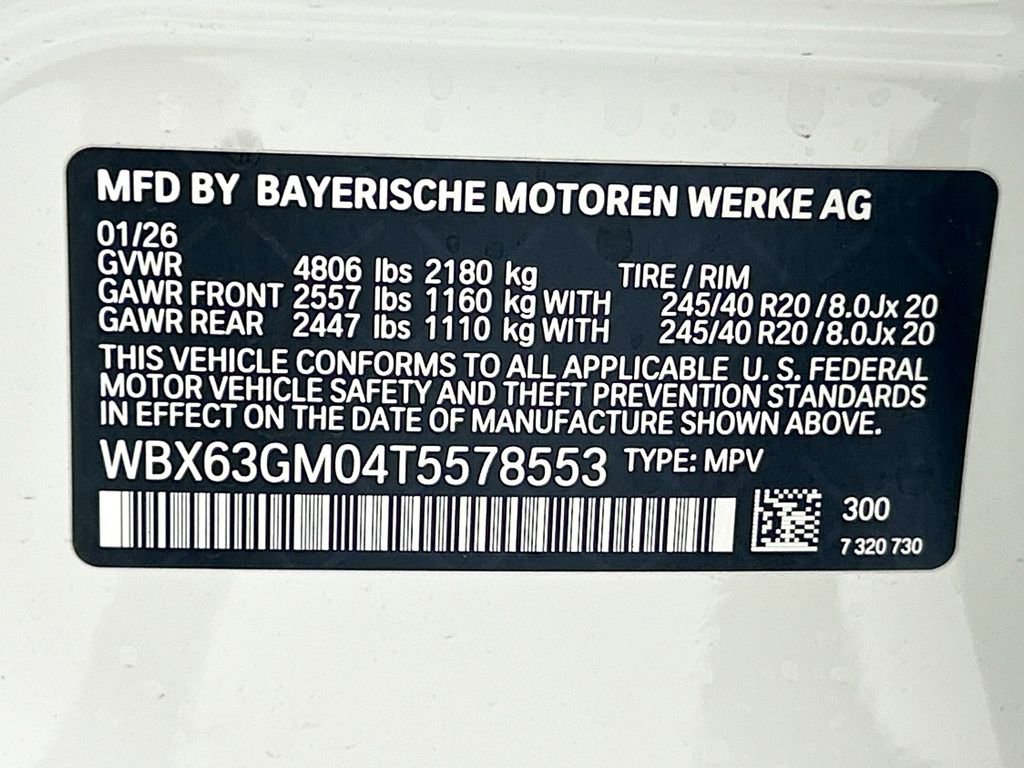 MFD BY BAYERISCHE MOTOREN WERKE AG
01/26
GVWR 4806 lbs 2180 kg TIRE / RIM
GAWR FRONT 2557 lbs 1160 kg WITH 245/40 R20 / 8.0Jx 20
GAWR REAR 2447 lbs 1110 kg WITH 245/40 R20 / 8.0Jx 20
THIS VEHICLE CONFORMS TO ALL APPLICABLE U. S. FEDERAL
MOTOR VEHICLE SAFETY AND THEFT PREVENTION STANDARDS
IN EFFECT ON THE DATE OF MANUFACTURE SHOWN ABOVE.
WBX63GM04T5578553 TYPE: MPV
300
7 320 730